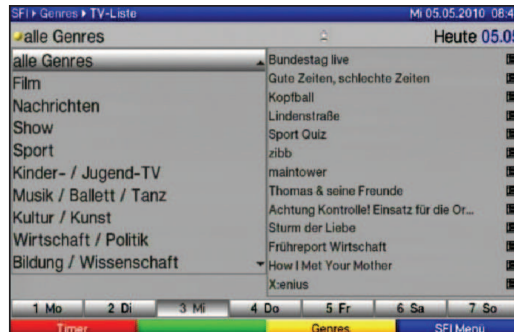 SFI Genres TV-Liste
Mi 05.05.2010 08:4
alle Genres
Heute 05.05
alle Genres
Film
Nachrichten
Show
Sport
Kinder- / Jugend-TV
Musik / Ballett / Tanz
Kultur / Kunst
Wirtschaft / Politik
Bildung / Wissenschaft
Bundestag live
Gute Zeiten, schlechte Zeiten
Kopfball
Lindenstraße
Sport Quiz
zibb
maintower
Thomas & seine Freunde
Achtung Kontrolle! Einsatz für die Or...
Sturm der Liebe
Frühreport Wirtschaft
How I Met Your Mother
X:enius
1 Mo 2 Di 3 Mi 4 Do 5 Fr 6 Sa 7 So
Timer Genres SFI Menü